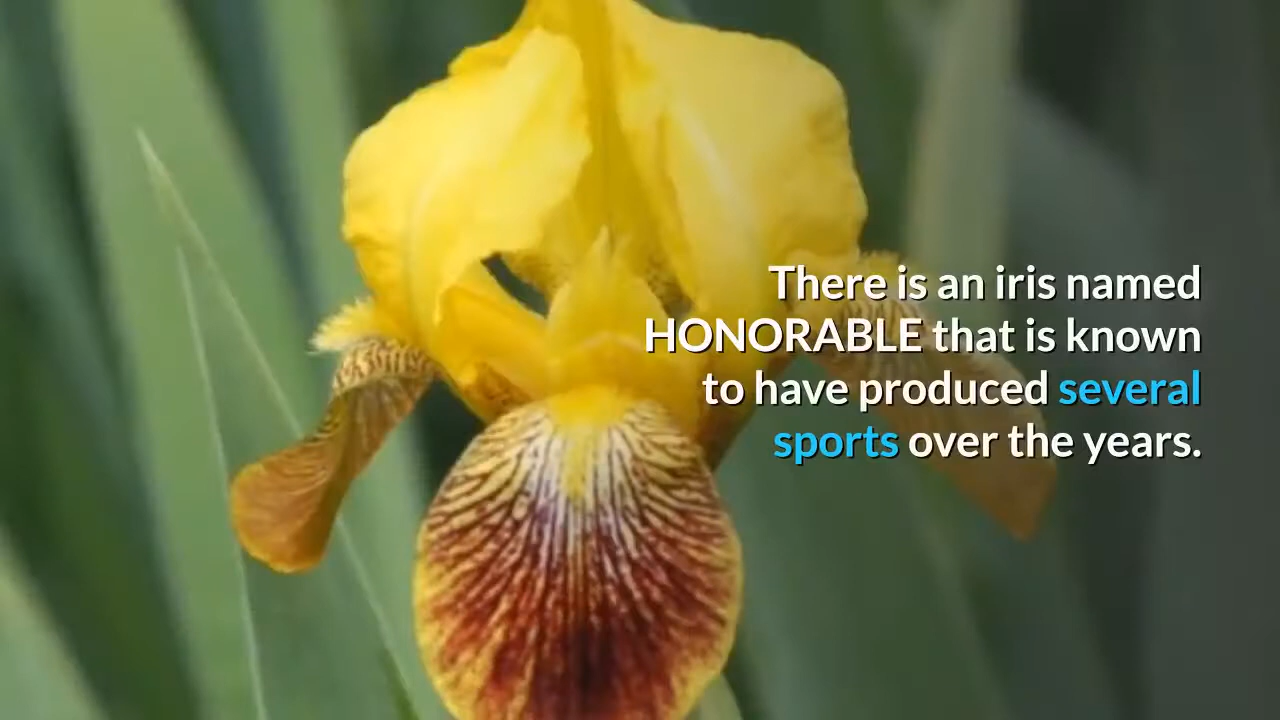 There is an iris named
HONORABLE that is known
to have produced several
sports over the years.